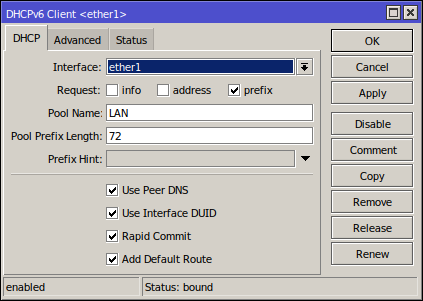 DHCPv6 Client <ether1>
DHCP Advanced Status
Interface: ether1
Request: info address prefix
Pool Name: LAN
Pool Prefix Length: 72
Prefix Hint:
Use Peer DNS
Use Interface DUID
Rapid Commit
Add Default Route
OK
Cancel
Apply
Disable
Comment
Copy
Remove
Release
Renew
enabled Status: bound